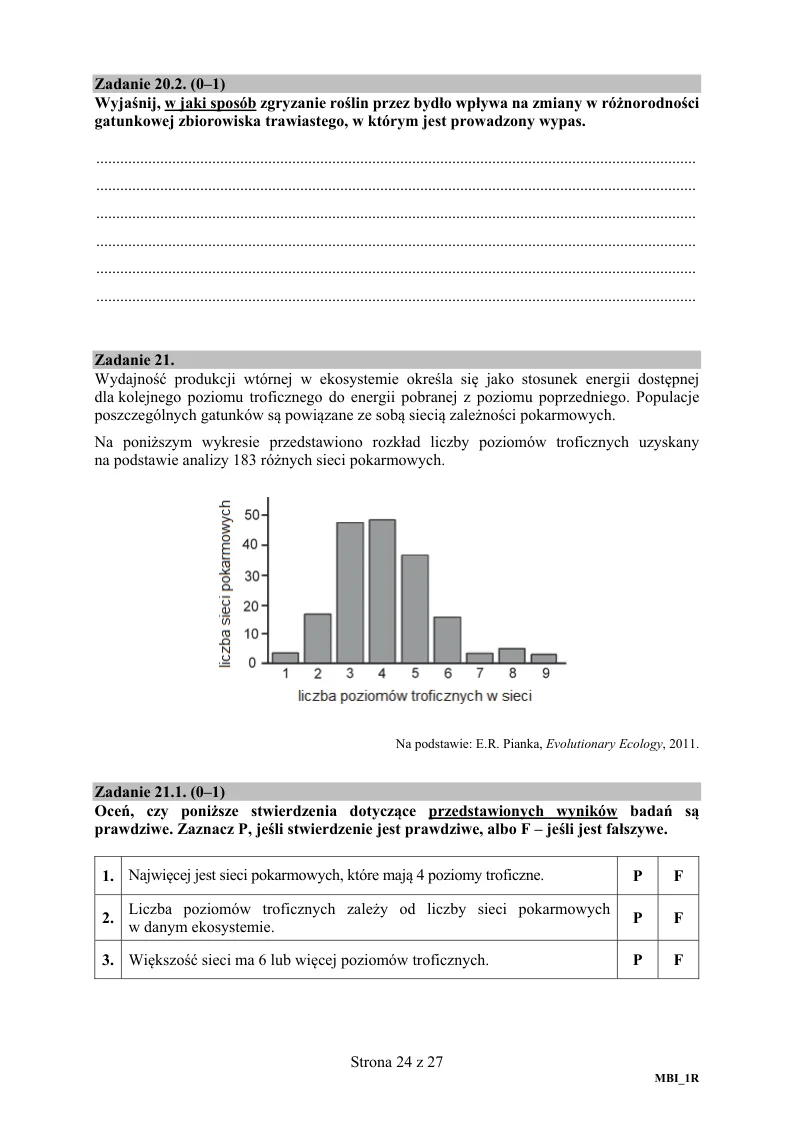 Zadanie 20.2. (0–1)
Wyjaśnij, w jaki sposób zgryzanie roślin przez bydło wpływa na zmiany w różnorodności
gatunkowej zbiorowiska trawiastego, w którym jest prowadzony wypas.
Zadanie 21.
Wydajność produkcji wtórnej w ekosystemie określa się jako stosunek energii dostępnej
dla kolejnego poziomu troficznego do energii pobranej z poziomu poprzedniego. Populacje
poszczególnych gatunków są powiązane ze sobą siecią zależności pokarmowych.
Na poniższym wykresie przedstawiono rozkład liczby poziomów troficznych uzyskany
na podstawie analizy 183 różnych sieci pokarmowych.
liczba sieci pokarmowych
50
40
30
20
10
0
1 2 3 4 5 6 7 8 9
liczba poziomów troficznych w sieci
Na podstawie: E.R. Pianka, Evolutionary Ecology, 2011.
Zadanie 21.1. (0–1)
Oceń, czy poniższe stwierdzenia dotyczące przedstawionych wyników badań są
prawdziwe. Zaznacz P, jeśli stwierdzenie jest prawdziwe, albo F – jeśli jest fałszywe.
1. Najwięcej jest sieci pokarmowych, które mają 4 poziomy troficzne. P F
2. Liczba poziomów troficznych zależy od liczby sieci pokarmowych
w danym ekosystemie. P F
3. Większość sieci ma 6 lub więcej poziomów troficznych. P F
Strona 24 z 27
MBI_1R